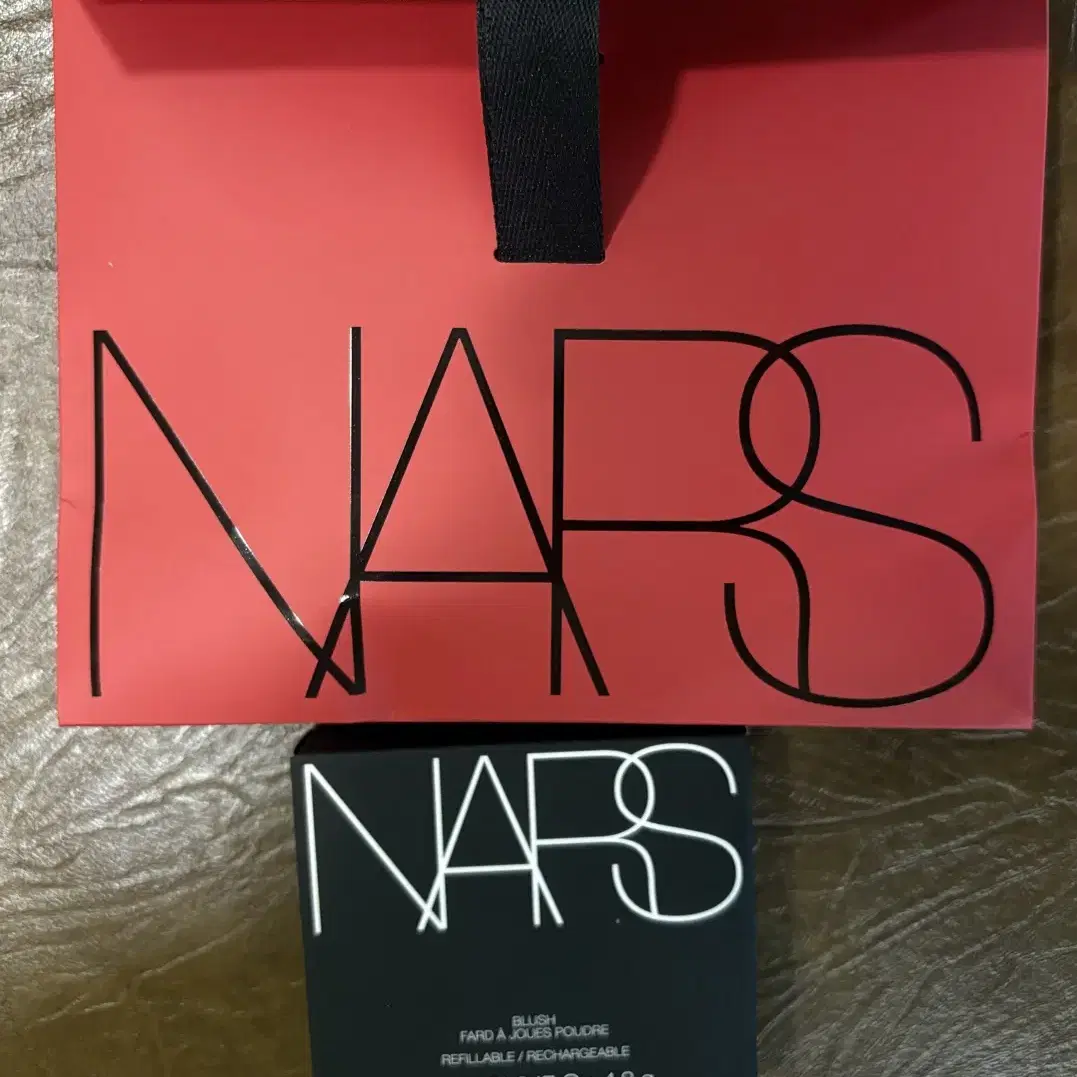 NARS
NARS
BLUSH
FARD À JOUES POUDRE
REFILLABLE / RECHARGEABLE